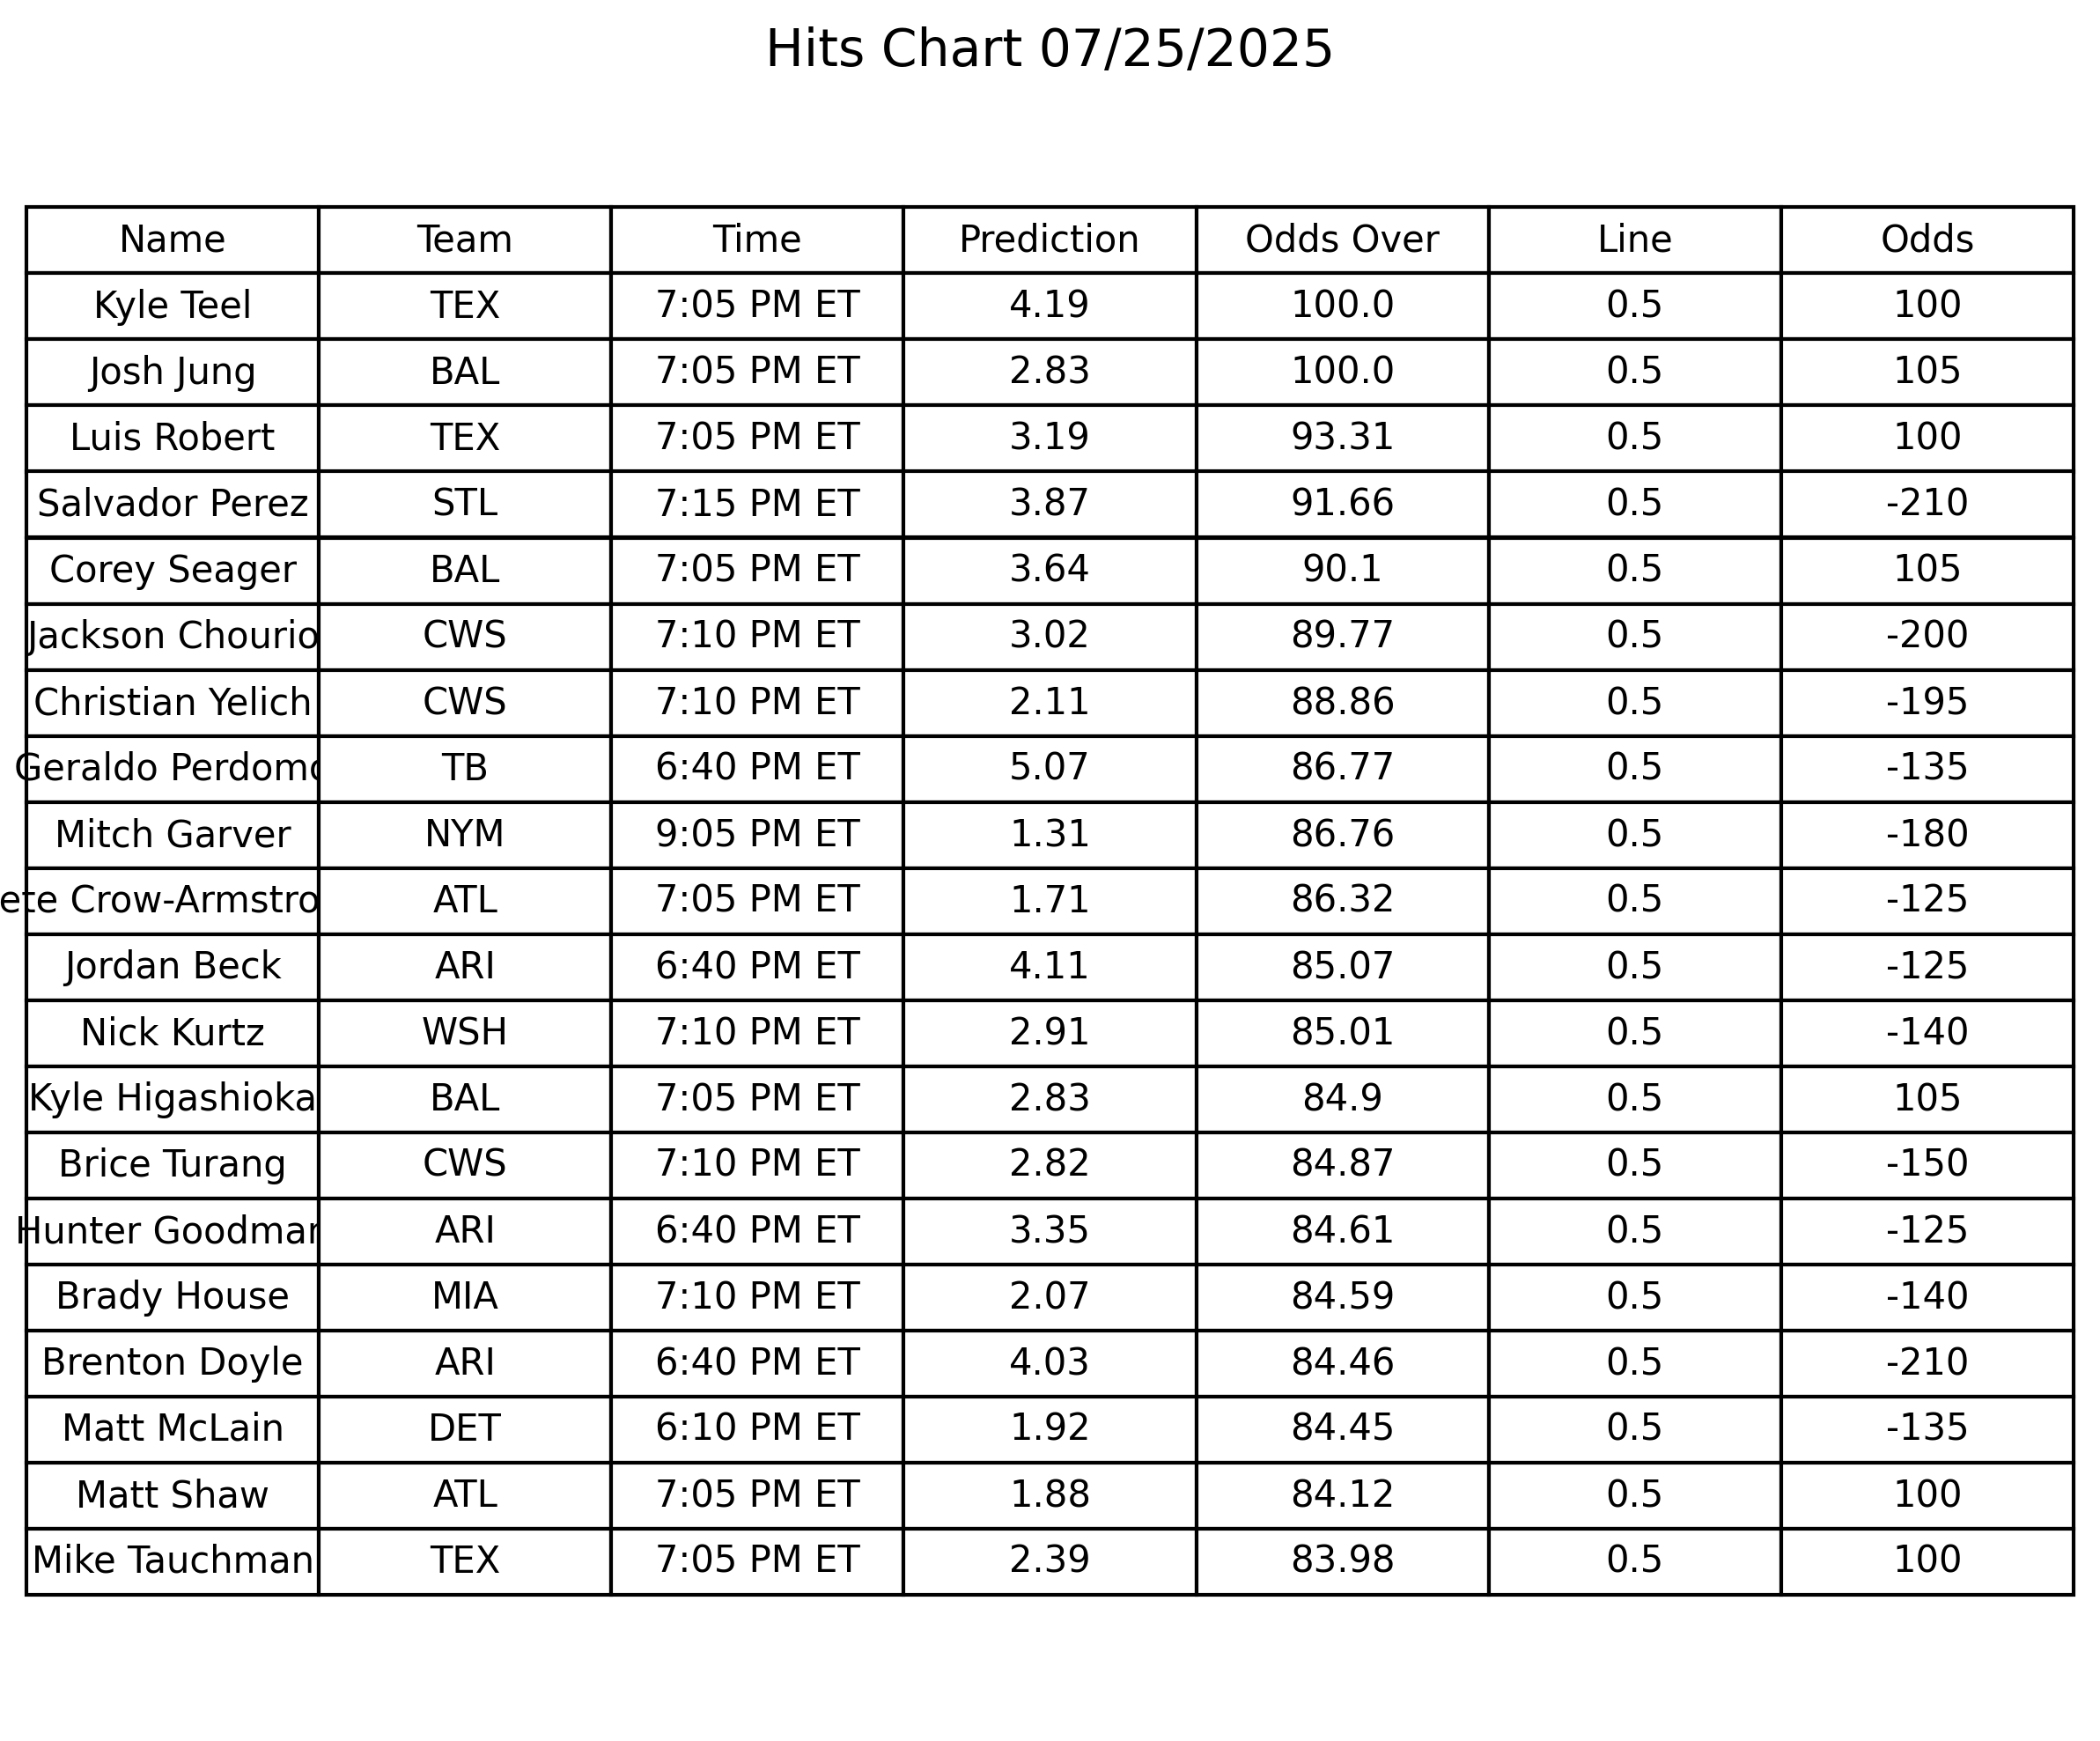 Hits Chart 07/25/2025
Name Team Time Prediction Odds Over Line Odds
Kyle Teel TEX 7:05 PM ET 4.19 100.0 0.5 100
Josh Jung BAL 7:05 PM ET 2.83 100.0 0.5 105
Luis Robert TEX 7:05 PM ET 3.19 93.31 0.5 100
Salvador Perez STL 7:15 PM ET 3.87 91.66 0.5 -210
Corey Seager BAL 7:05 PM ET 3.64 90.1 0.5 105
Jackson Chourio CWS 7:10 PM ET 3.02 89.77 0.5 -200
Christian Yelich CWS 7:10 PM ET 2.11 88.86 0.5 -195
Geraldo Perdomo TB 6:40 PM ET 5.07 86.77 0.5 -135
Mitch Garver NYM 9:05 PM ET 1.31 86.76 0.5 -180
ete Crow-Armstro ATL 7:05 PM ET 1.71 86.32 0.5 -125
Jordan Beck ARI 6:40 PM ET 4.11 85.07 0.5 -125
Nick Kurtz WSH 7:10 PM ET 2.91 85.01 0.5 -140
Kyle Higashioka BAL 7:05 PM ET 2.83 84.9 0.5 105
Brice Turang CWS 7:10 PM ET 2.82 84.87 0.5 -150
Hunter Goodman ARI 6:40 PM ET 3.35 84.61 0.5 -125
Brady House MIA 7:10 PM ET 2.07 84.59 0.5 -140
Brenton Doyle ARI 6:40 PM ET 4.03 84.46 0.5 -210
Matt McLain DET 6:10 PM ET 1.92 84.45 0.5 -135
Matt Shaw ATL 7:05 PM ET 1.88 84.12 0.5 100
Mike Tauchman TEX 7:05 PM ET 2.39 83.98 0.5 100